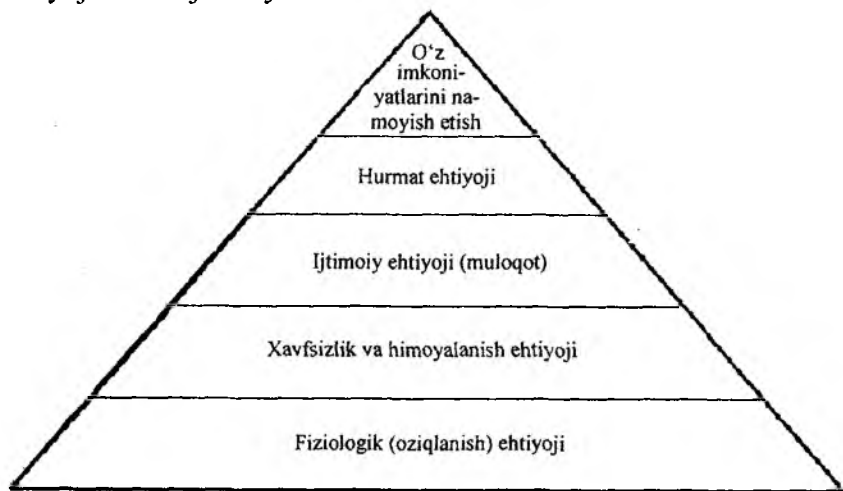 O‘z
imkoni-
yatlarini na-
moyish etish
Hurmat ehtiyoji
Ijtimoiy ehtiyoji (muloqot)
Xavfsizlik va himoyalanish ehtiyoji
Fiziologik (oziqlanish) ehtiyoji